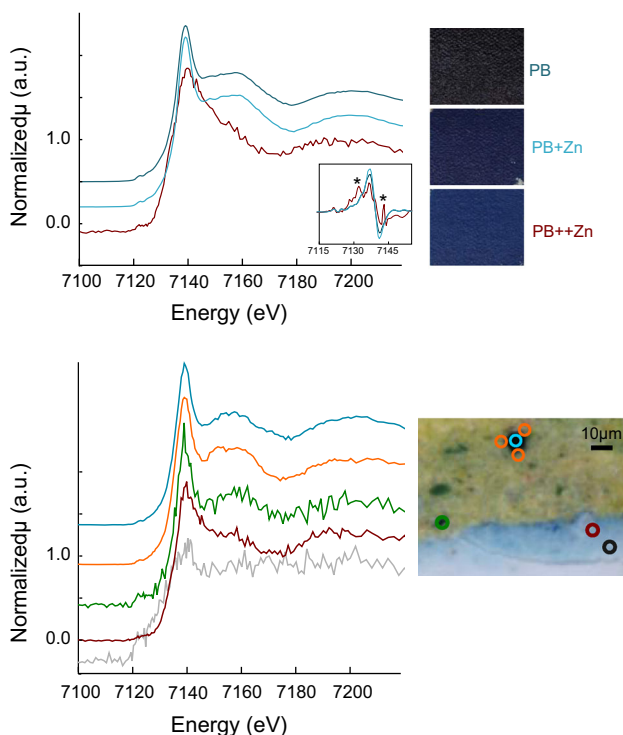 Normalizedμ (a.u.)
1.0
0.0
7100
7120
7140
7160
7180
7200
Energy (eV)
*
*
7115
7130
7145
PB
PB+Zn
PB++Zn
Normalizedμ (a.u.)
1.0
0.0
7100
7120
7140
7160
7180
7200
Energy (eV)
10μm